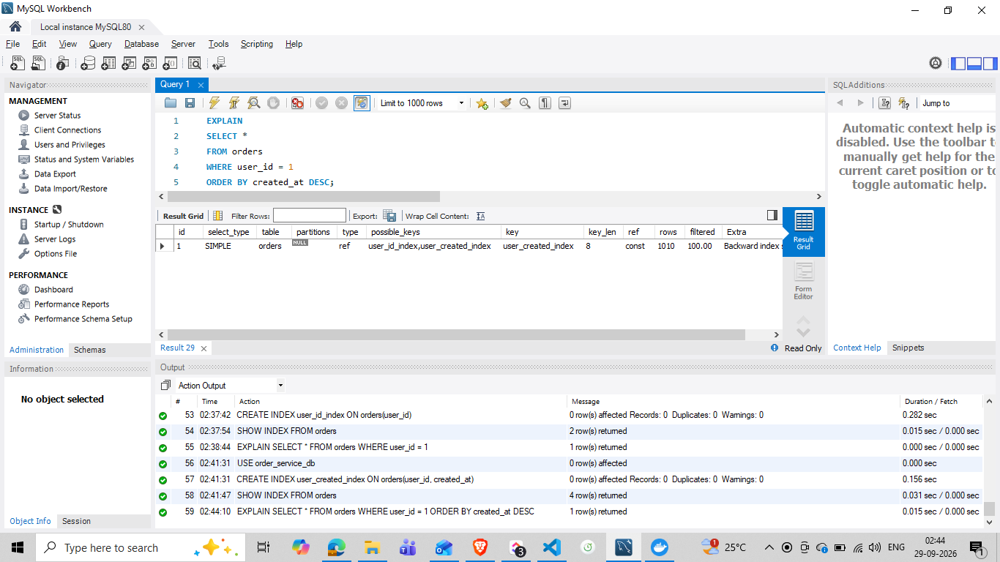 MySQL Workbench
Local instance MySQL80
File Edit View Query Database Server Tools Scripting Help
Navigator
MANAGEMENT
Server Status
Client Connections
Users and Privileges
Status and System Variables
Data Export
Data Import/Restore
INSTANCE
Startup / Shutdown
Server Logs
Options File
PERFORMANCE
Dashboard
Performance Reports
Performance Schema Setup
Administration Schemas
Information
No object selected
Object Info Session
Query 1
Limit to 1000 rows
1 EXPLAIN
2 SELECT *
3 FROM orders
4 WHERE user_id = 1
5 ORDER BY created_at DESC;
Result Grid Filter Rows: Export: Wrap Cell Content:
id select_type table partitions type possible_keys key key_len ref rows filtered Extra
1 SIMPLE orders NULL ref user_id_index,user_created_index user_created_index 8 const 1010 100.00 Backward index s
Result Grid
Form Editor
Result 29
Read Only
SQLAdditions
Jump to
Automatic context help is
disabled. Use the toolbar t
manually get help for the
current caret position or to
toggle automatic help.
Context Help Snippets
Output
Action Output
# Time Action Message Duration / Fetch
53 02:37:42 CREATE INDEX user_id_index ON orders(user_id) 0 row(s) affected Records: 0 Duplicates: 0 Warnings: 0 0.282 sec
54 02:37:54 SHOW INDEX FROM orders 2 row(s) returned 0.015 sec / 0.000 sec
55 02:38:44 EXPLAIN SELECT * FROM orders WHERE user_id = 1 1 row(s) returned 0.000 sec / 0.000 sec
56 02:41:31 USE order_service_db 0 row(s) affected 0.000 sec
57 02:41:31 CREATE INDEX user_created_index ON orders(user_id, created_at) 0 row(s) affected Records: 0 Duplicates: 0 Warnings: 0 0.156 sec
58 02:41:47 SHOW INDEX FROM orders 4 row(s) returned 0.031 sec / 0.000 sec
59 02:44:10 EXPLAIN SELECT * FROM orders WHERE user_id = 1 ORDER BY created_at DESC 1 row(s) returned 0.015 sec / 0.000 sec
Type here to search
3
1
25°C
ENG
02:44
29-09-2026
1